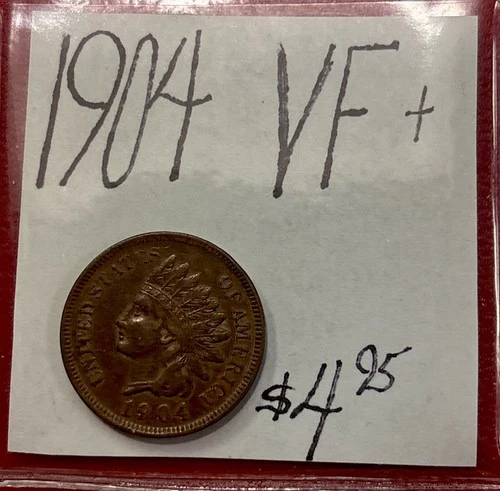 1904 VF+
UNITED STATES OF AMERICA
1904
$4.25